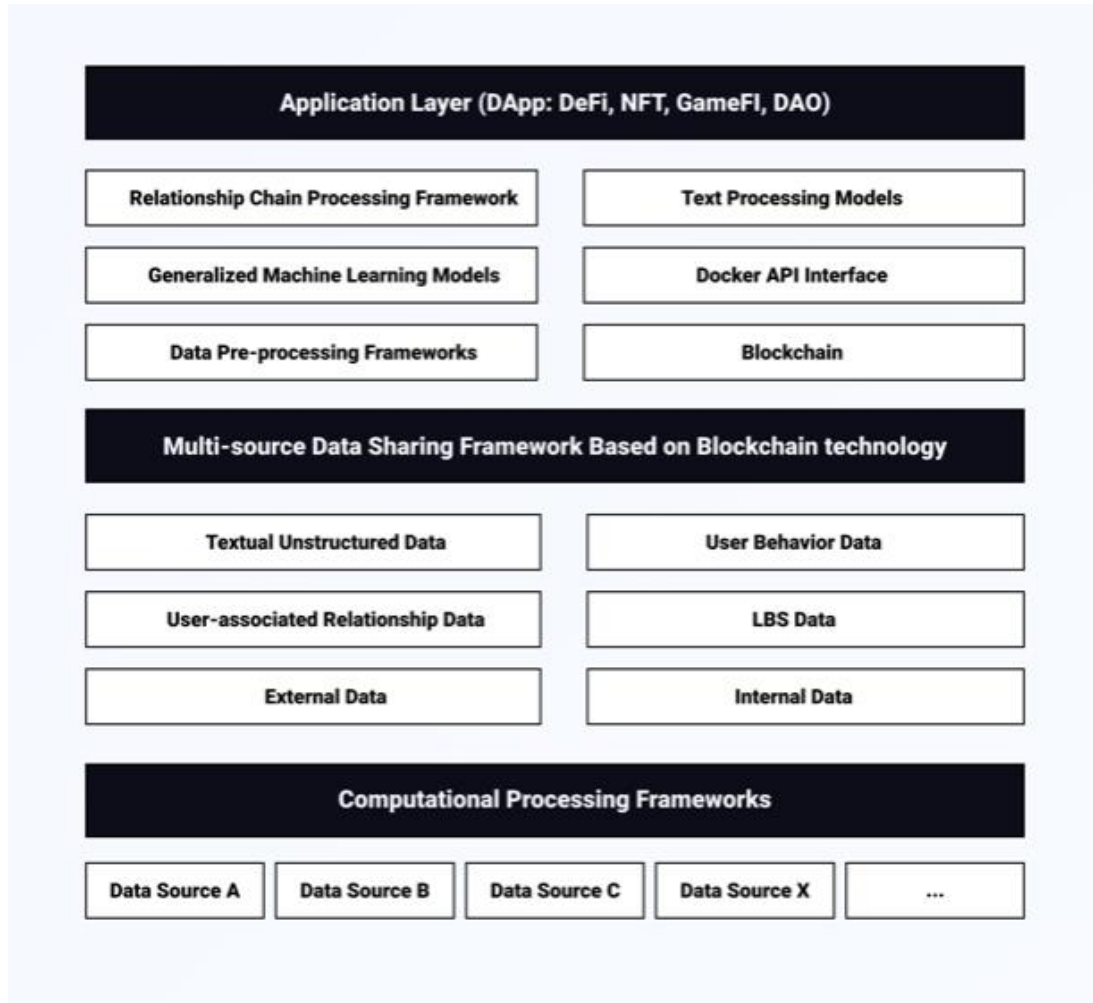 Application Layer (DApp: DeFi, NFT, GameFI, DAO)
Relationship Chain Processing Framework
Text Processing Models
Generalized Machine Learning Models
Docker API Interface
Data Pre-processing Frameworks
Blockchain
Multi-source Data Sharing Framework Based on Blockchain technology
Textual Unstructured Data
User Behavior Data
User-associated Relationship Data
LBS Data
External Data
Internal Data
Computational Processing Frameworks
Data Source A
Data Source B
Data Source C
Data Source X
...